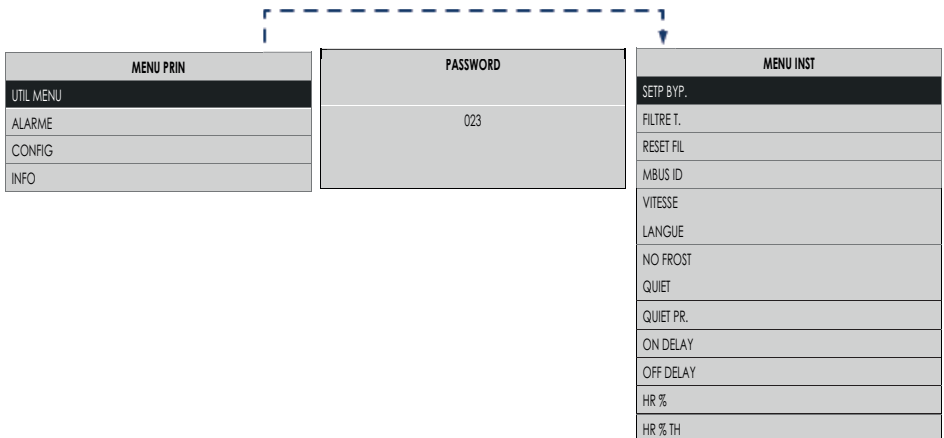 MENU PRIN
UTIL MENU
ALARME
CONFIG
INFO
PASSWORD
023
MENU INST
SETP BYP.
FILTRE T.
RESET FIL
MBUS ID
VITESSE
LANGUE
NO FROST
QUIET
QUIET PR.
ON DELAY
OFF DELAY
HR %
HR % TH